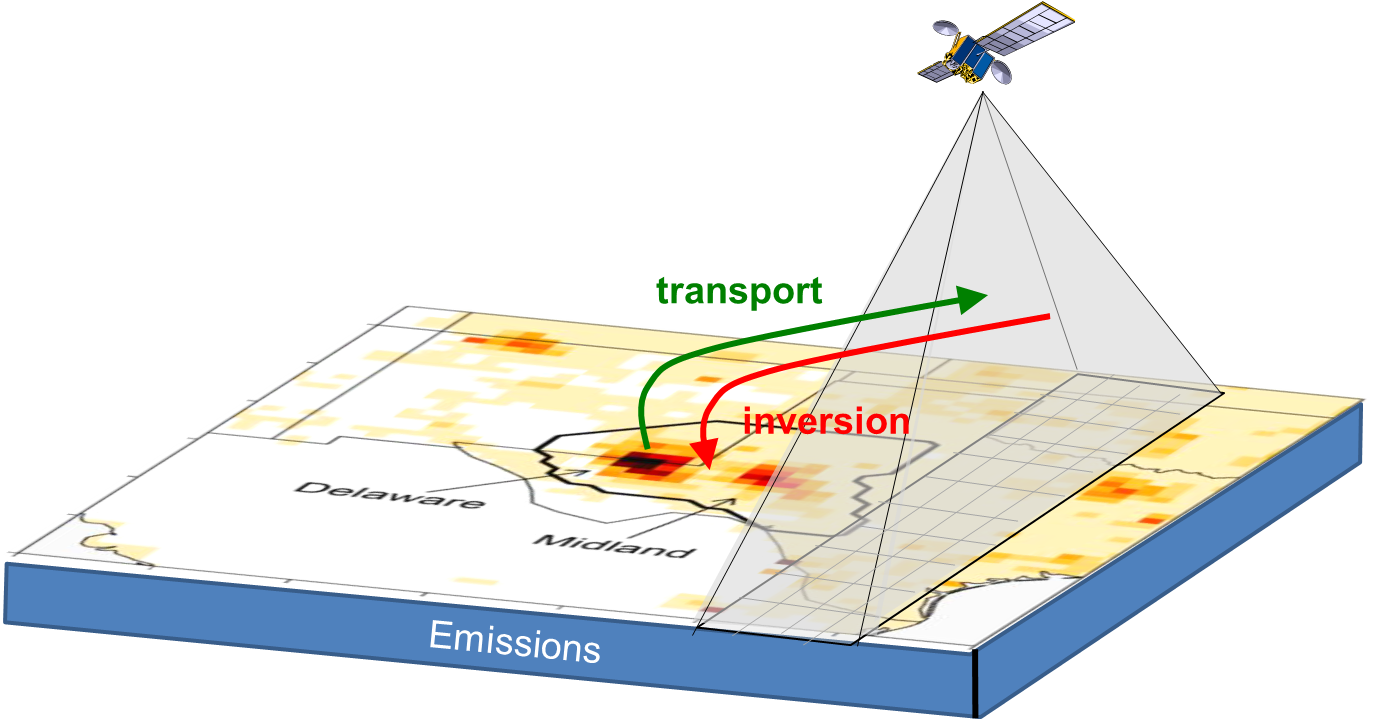 transport
inversion
Delaware
Midland
Emissions